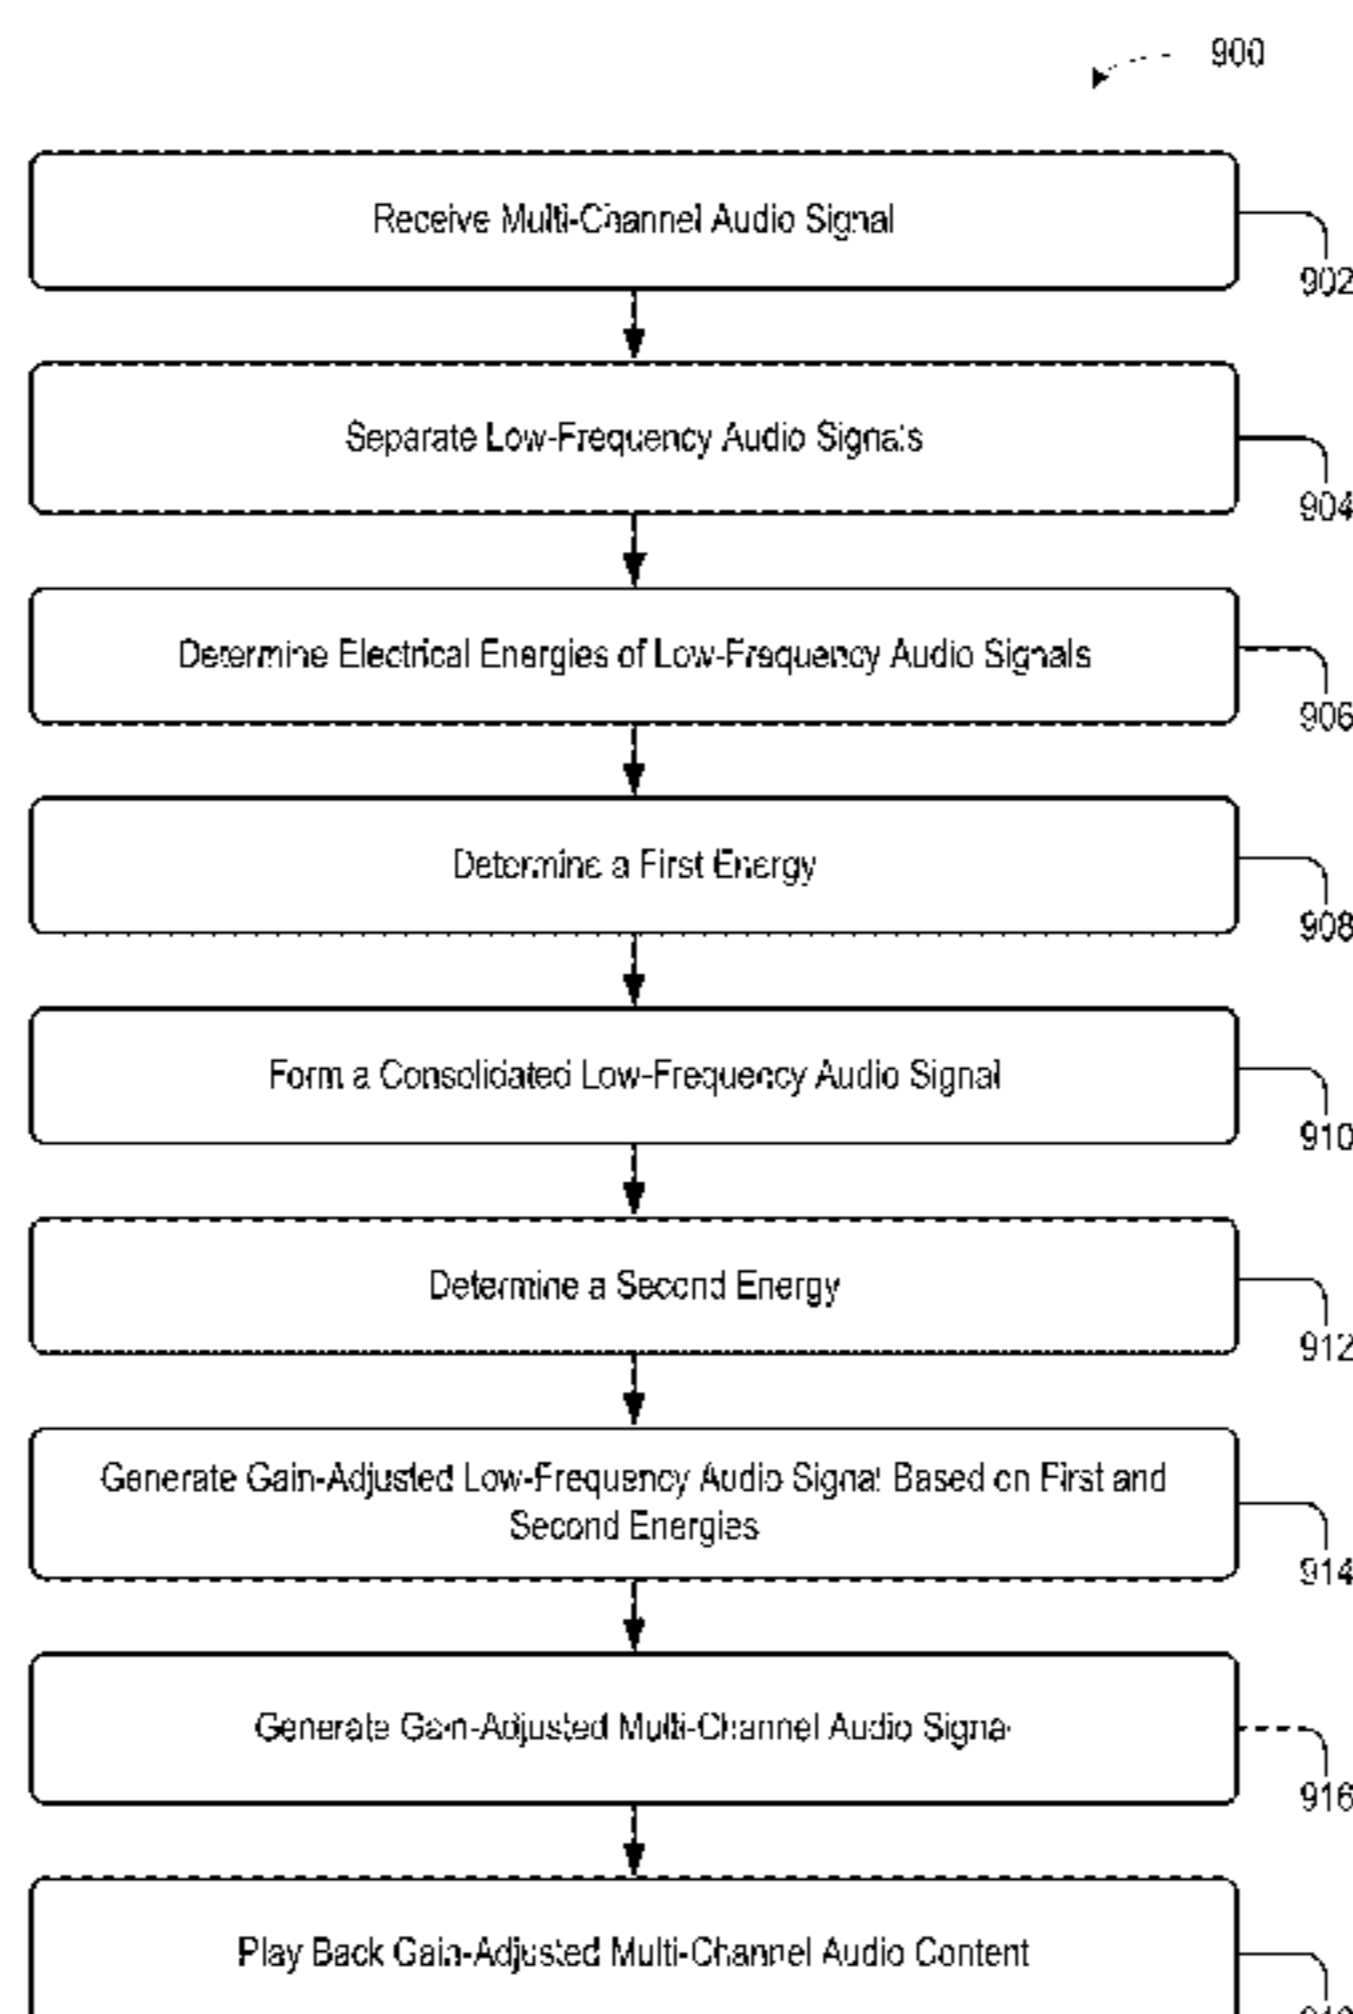 900
Receive Multi-Channel Audio Signal
902
Separate Low-Frequency Audio Signals
904
Determine Electrical Energies of Low-Frequency Audio Signals
906
Determine a First Energy
908
Form a Consolidated Low-Frequency Audio Signal
910
Determine a Second Energy
912
Generate Gain-Adjusted Low-Frequency Audio Signal Based on First and
Second Energies
914
Generate Gain-Adjusted Multi-Channel Audio Signal
916
Play Back Gain-Adjusted Multi-Channel Audio Content